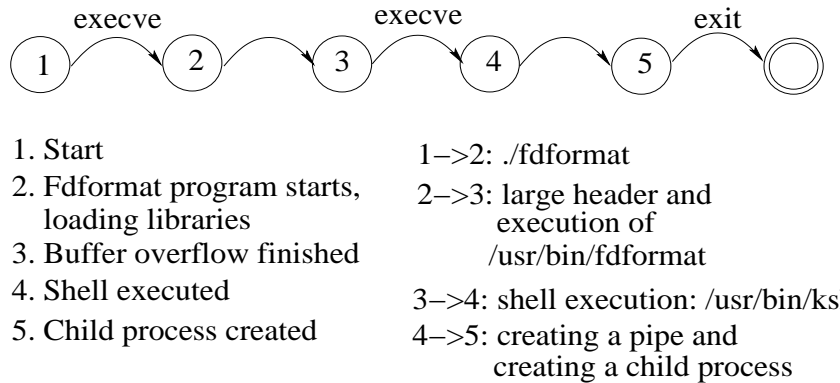 execve
execve
exit
1
2
3
4
5
1. Start
2. Fdformat program starts,
loading libraries
3. Buffer overflow finished
4. Shell executed
5. Child process created
1–>2: ./fdformat
2–>3: large header and
execution of
/usr/bin/fdformat
3–>4: shell execution: /usr/bin/ks
4–>5: creating a pipe and
creating a child process